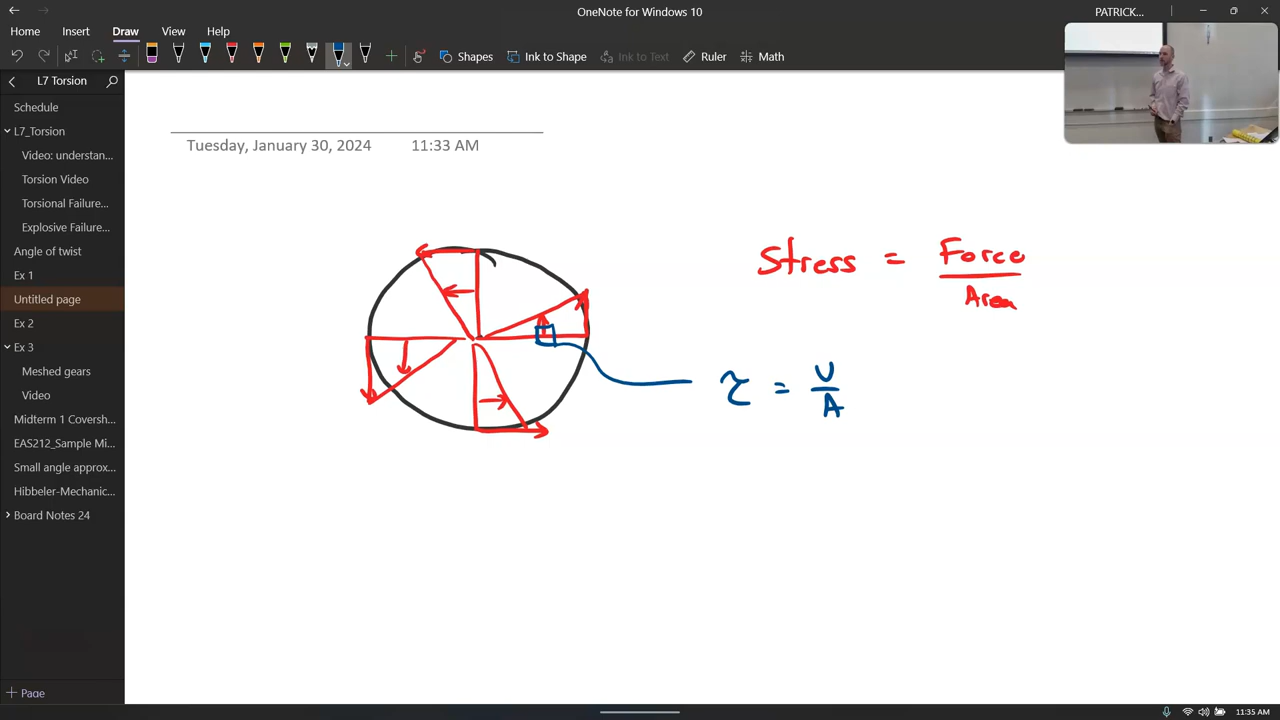 OneNote for Windows 10
PATRICK...
Home Insert Draw View Help
Shapes Ink to Shape Ink to Text Ruler Math
L7 Torsion
Schedule
L7_Torsion
Video: understan...
Torsion Video
Torsional Failure...
Explosive Failure...
Angle of twist
Ex 1
Untitled page
Ex 2
Ex 3
Meshed gears
Video
Midterm 1 Coversh...
EAS212_Sample Mi...
Small angle approx...
Hibbeler-Mechanic...
Board Notes 24
Page
Tuesday, January 30, 2024 11:33 AM
Stress = Force
Area
τ = V
A
11:35 AM